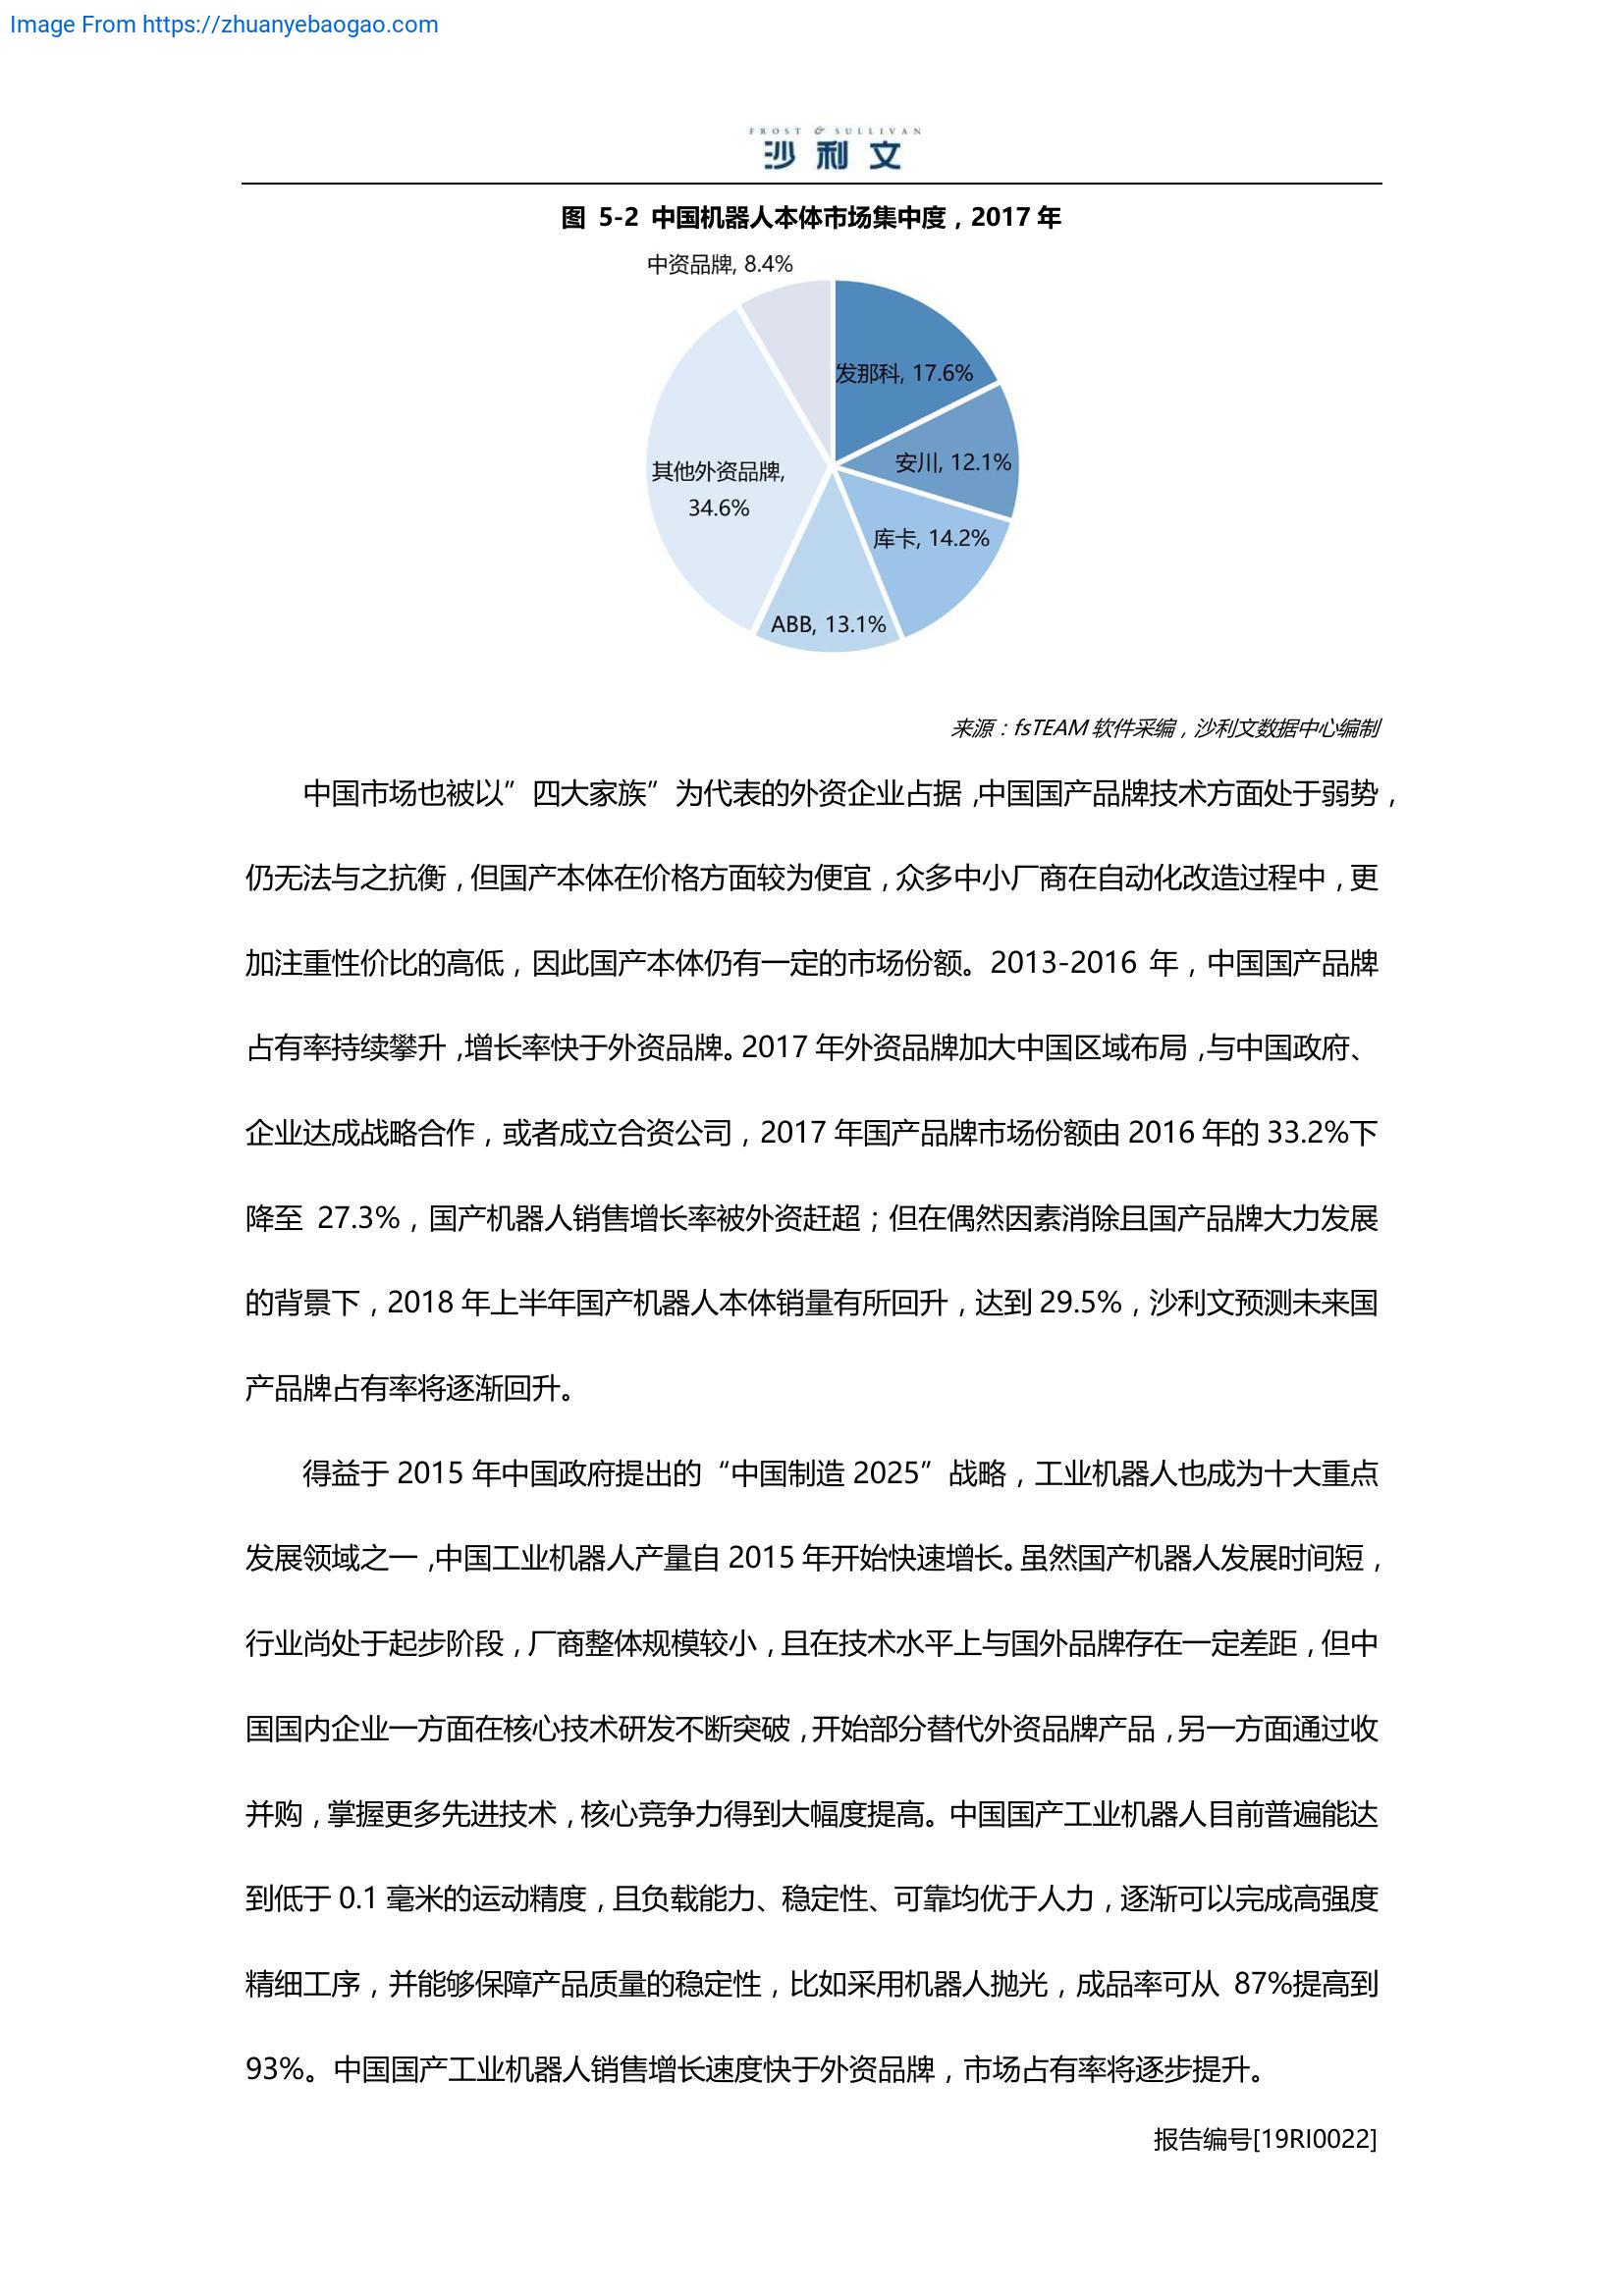 Image From https://zhuanyebaogao.com
FROST & SULLIVAN
沙利文
图 5-2 中国机器人本体市场集中度，2017 年
中资品牌, 8.4%
发那科, 17.6%
安川, 12.1%
其他外资品牌,
34.6%
库卡, 14.2%
ABB, 13.1%
来源：fsTEAM 软件采编，沙利文数据中心编制
中国市场也被以”四大家族”为代表的外资企业占据，中国国产品牌技术方面处于弱势，
仍无法与之抗衡，但国产本体在价格方面较为便宜，众多中小厂商在自动化改造过程中，更
加注重性价比的高低，因此国产本体仍有一定的市场份额。2013-2016 年，中国国产品牌
占有率持续攀升，增长率快于外资品牌。2017 年外资品牌加大中国区域布局，与中国政府、
企业达成战略合作，或者成立合资公司，2017 年国产品牌市场份额由 2016 年的 33.2%下
降至 27.3%，国产机器人销售增长率被外资赶超；但在偶然因素消除且国产品牌大力发展
的背景下，2018 年上半年国产机器人本体销量有所回升，达到 29.5%，沙利文预测未来国
产品牌占有率将逐渐回升。
得益于 2015 年中国政府提出的“中国制造 2025”战略，工业机器人也成为十大重点
发展领域之一，中国工业机器人产量自 2015 年开始快速增长。虽然国产机器人发展时间短，
行业尚处于起步阶段，厂商整体规模较小，且在技术水平上与国外品牌存在一定差距，但中
国国内企业一方面在核心技术研发不断突破，开始部分替代外资品牌产品，另一方面通过收
并购，掌握更多先进技术，核心竞争力得到大幅度提高。中国国产工业机器人目前普遍能达
到低于 0.1 毫米的运动精度，且负载能力、稳定性、可靠均优于人力，逐渐可以完成高强度
精细工序，并能够保障产品质量的稳定性，比如采用机器人抛光，成品率可从 87%提高到
93%。中国国产工业机器人销售增长速度快于外资品牌，市场占有率将逐步提升。
报告编号[19RI0022]